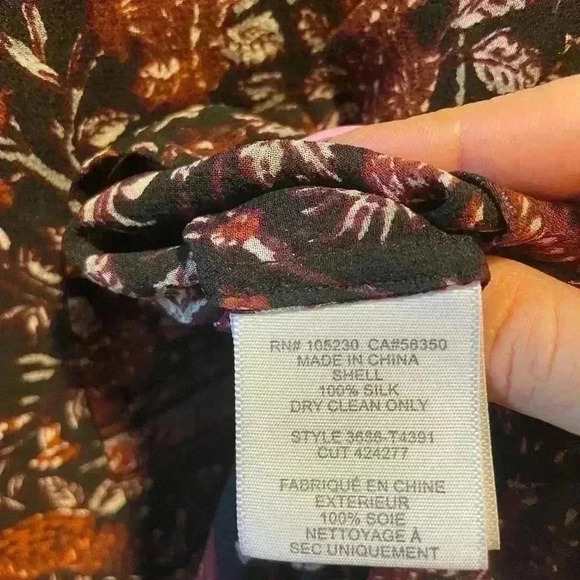 RN# 105230 CA#56350
MADE IN CHINA
SHELL
100% SILK
DRY CLEAN ONLY
STYLE 36S6-T4391
CUT 424277
FABRIQUÉ EN CHINE
EXTERIEUR
100% SOIE
NETTOYAGE À
SEC UNIQUEMENT